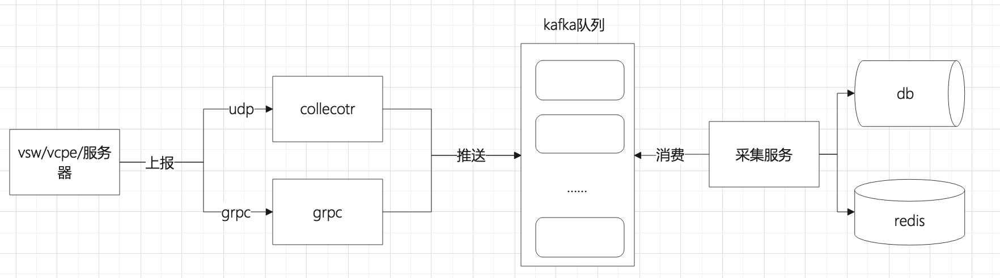 kafka队列
udp
collecotr
db
vsw/vcpe/服务
器
上报
推送
消费
采集服务
......
grpc
grpc
redis